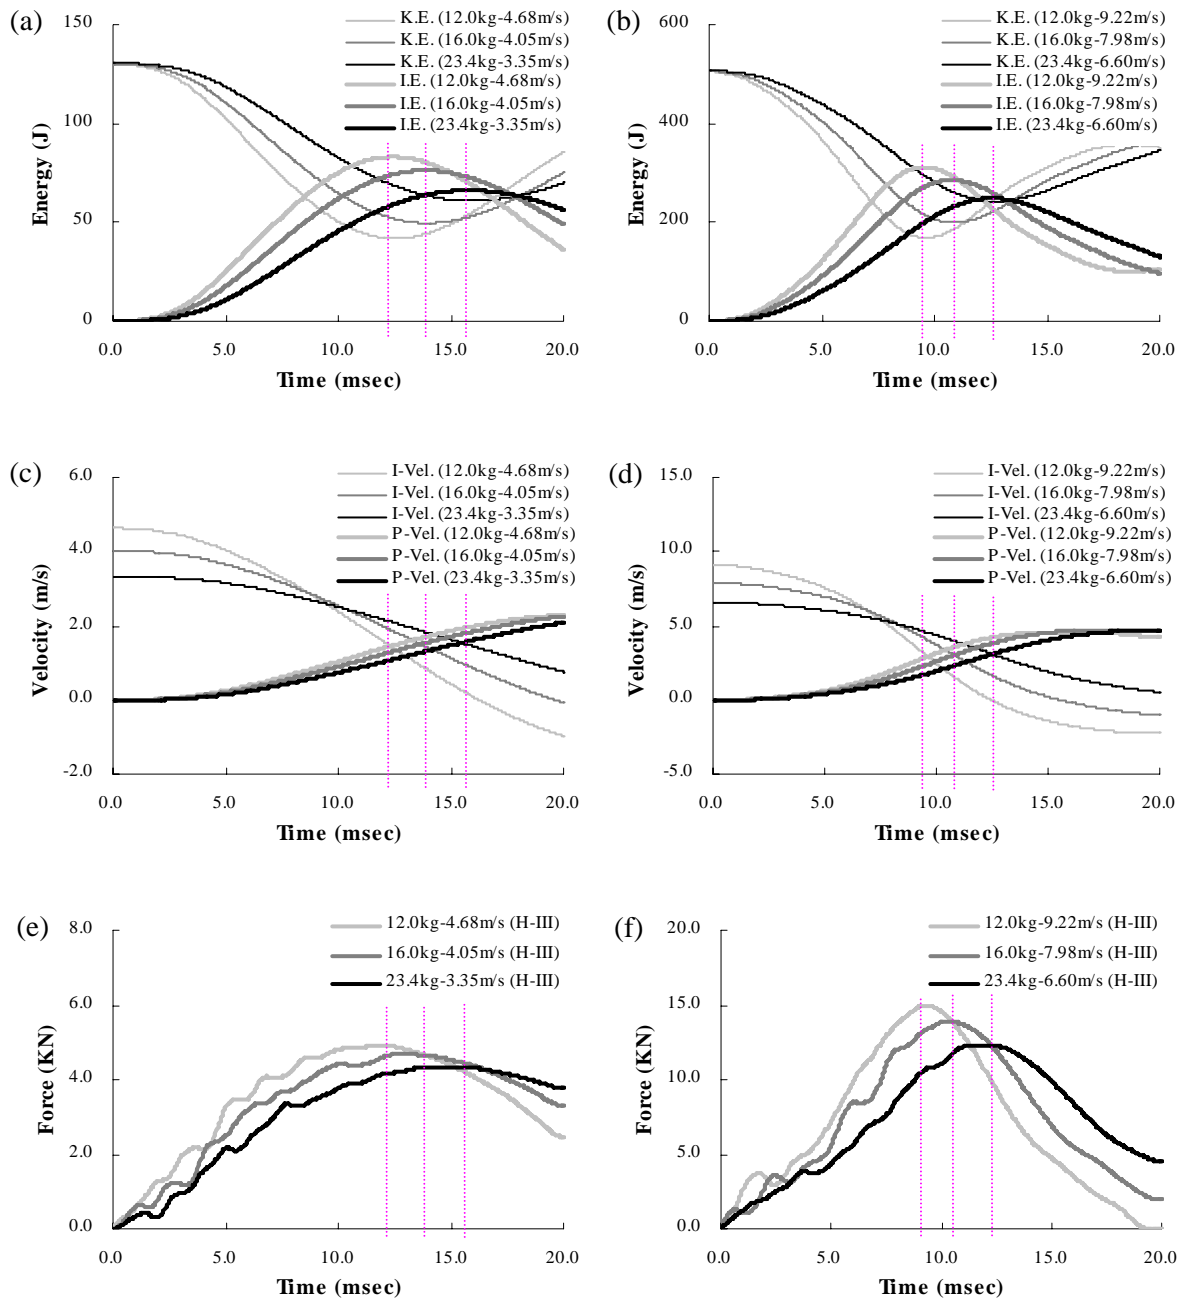 (a)
150
100
50
0
Energy (J)
0.0 5.0 10.0 15.0 20.0
Time (msec)
K.E. (12.0kg-4.68m/s)
K.E. (16.0kg-4.05m/s)
K.E. (23.4kg-3.35m/s)
I.E. (12.0kg-4.68m/s)
I.E. (16.0kg-4.05m/s)
I.E. (23.4kg-3.35m/s)
(b)
600
400
200
0
Energy (J)
0.0 5.0 10.0 15.0 20.0
Time (msec)
K.E. (12.0kg-9.22m/s)
K.E. (16.0kg-7.98m/s)
K.E. (23.4kg-6.60m/s)
I.E. (12.0kg-9.22m/s)
I.E. (16.0kg-7.98m/s)
I.E. (23.4kg-6.60m/s)
(c)
6.0
4.0
2.0
0.0
-2.0
Velocity (m/s)
0.0 5.0 10.0 15.0 20.0
Time (msec)
I-Vel. (12.0kg-4.68m/s)
I-Vel. (16.0kg-4.05m/s)
I-Vel. (23.4kg-3.35m/s)
P-Vel. (12.0kg-4.68m/s)
P-Vel. (16.0kg-4.05m/s)
P-Vel. (23.4kg-3.35m/s)
(d)
15.0
10.0
5.0
0.0
-5.0
Velocity (m/s)
0.0 5.0 10.0 15.0 20.0
Time (msec)
I-Vel. (12.0kg-9.22m/s)
I-Vel. (16.0kg-7.98m/s)
I-Vel. (23.4kg-6.60m/s)
P-Vel. (12.0kg-9.22m/s)
P-Vel. (16.0kg-7.98m/s)
P-Vel. (23.4kg-6.60m/s)
(e)
8.0
6.0
4.0
2.0
0.0
Force (KN)
0.0 5.0 10.0 15.0 20.0
Time (msec)
12.0kg-4.68m/s (H-III)
16.0kg-4.05m/s (H-III)
23.4kg-3.35m/s (H-III)
(f)
20.0
15.0
10.0
5.0
0.0
Force (KN)
0.0 5.0 10.0 15.0 20.0
Time (msec)
12.0kg-9.22m/s (H-III)
16.0kg-7.98m/s (H-III)
23.4kg-6.60m/s (H-III)